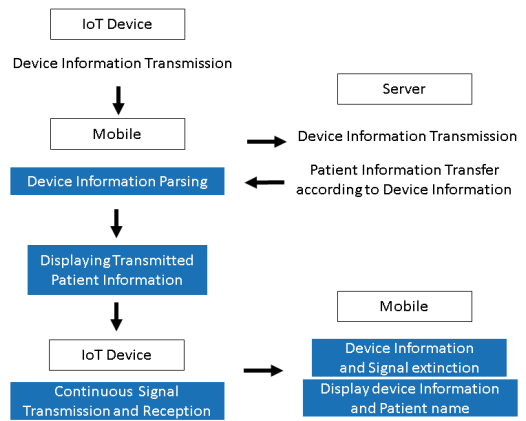 IoT Device
Device Information Transmission
Server
Mobile
Device Information Transmission
Device Information Parsing
Patient Information Transfer
according to Device Information
Displaying Transmitted
Patient Information
Mobile
IoT Device
Device Information
and Signal extinction
Continuous Signal
Transmission and Reception
Display device Information
and Patient name